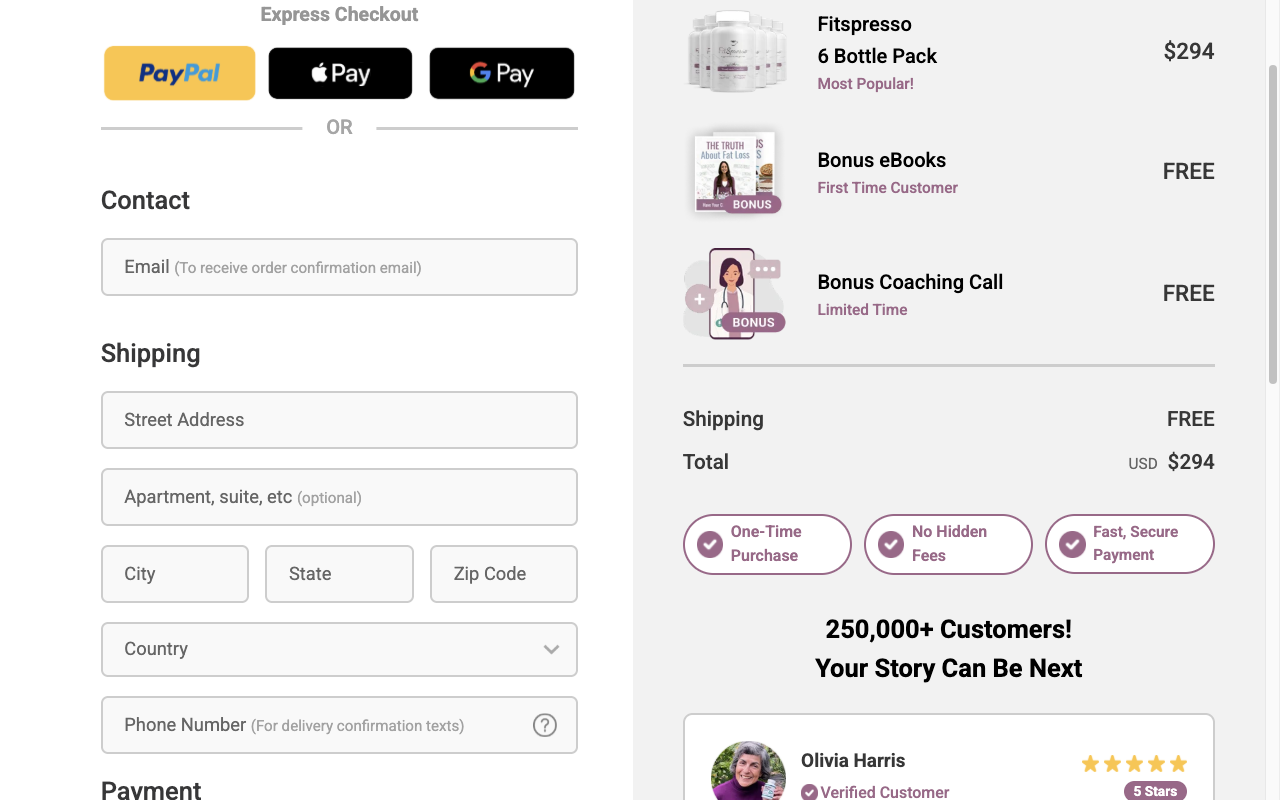 Express Checkout
PayPal
Pay
G Pay
OR
Contact
Email (To receive order confirmation email)
Shipping
Street Address
Apartment, suite, etc (optional)
City
State
Zip Code
Country
Phone Number (For delivery confirmation texts)
?
Payment
Fitspresso
6 Bottle Pack
Most Popular!
$294
THE TRUTH
About Fat Loss
BONUS
Bonus eBooks
First Time Customer
FREE
BONUS
Bonus Coaching Call
Limited Time
FREE
Shipping
FREE
Total
USD $294
One-Time
Purchase
No Hidden
Fees
Fast, Secure
Payment
250,000+ Customers!
Your Story Can Be Next
Olivia Harris
Verified Customer
5 Stars